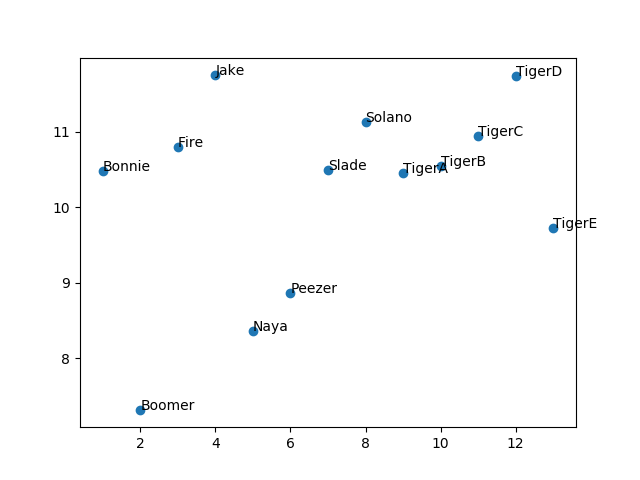 Jake
TigerD
Solano
TigerC
Fire
Bonnie
Slade
TigerA
TigerB
TigerE
Peezer
Naya
Boomer
11
10
9
8
2
4
6
8
10
12